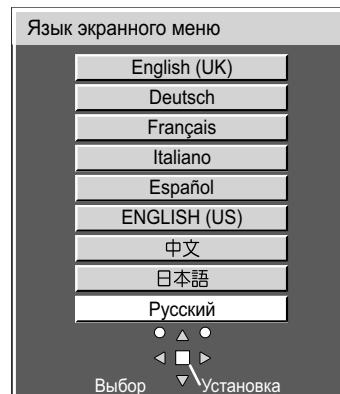 Язык экранного меню
English (UK)
Deutsch
Français
Italiano
Español
ENGLISH (US)
中文
日本語
Русский
Выбор Установка